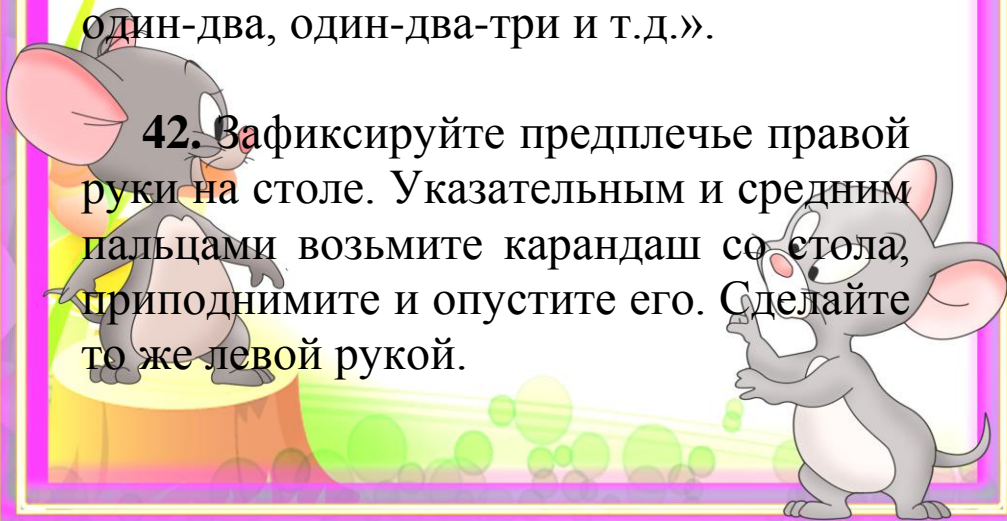 один-два, один-два-три и т.д.».
42. Зафиксируйте предплечье правой
руки на столе. Указательным и средним
пальцами возьмите карандаш со стола,
приподнимите и опустите его. Сделайте
то же левой рукой.